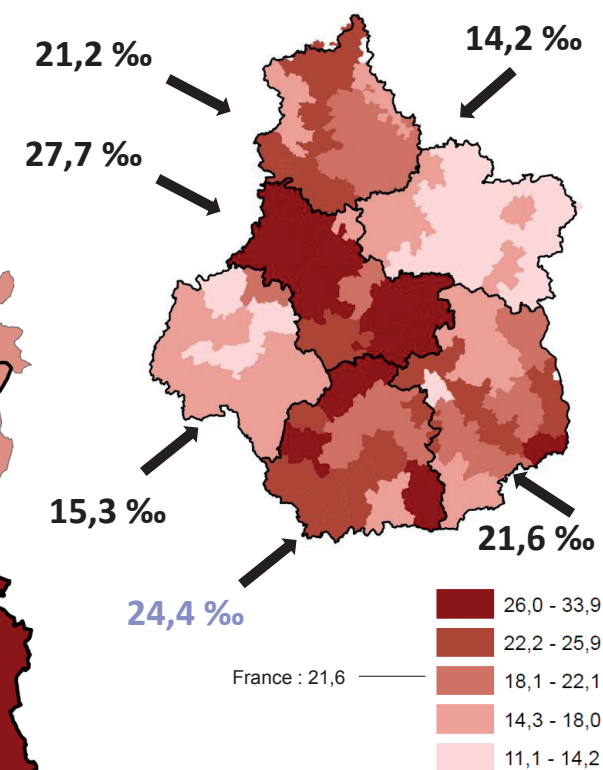 21,2 ‰
14,2 ‰
27,7 ‰
15,3 ‰
21,6 ‰
24,4 ‰
26,0 - 33,9
22,2 - 25,9
France : 21,6
18,1 - 22,1
14,3 - 18,0
11,1 - 14,2